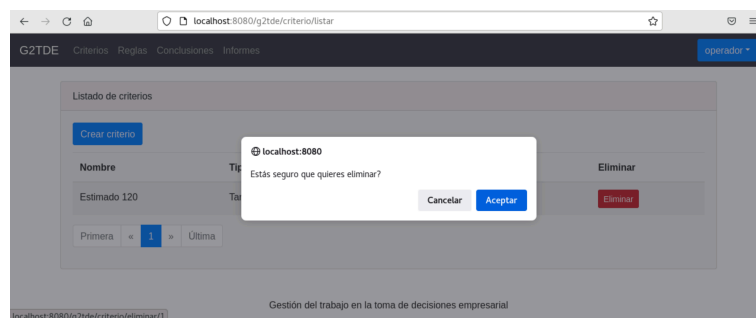 localhost:8080/g2tde/criterio/listar
G2TDE Criterios Reglas Conclusiones Informes operador
Listado de criterios
Crear criterio
localhost:8080
Estás seguro que quieres eliminar?
Cancelar Aceptar
Nombre Eliminar
Estimado 120 Eliminar
Primera « 1 » Última
Gestión del trabajo en la toma de decisiones empresarial
localhost:8080/g2tde/criterio/eliminar/1